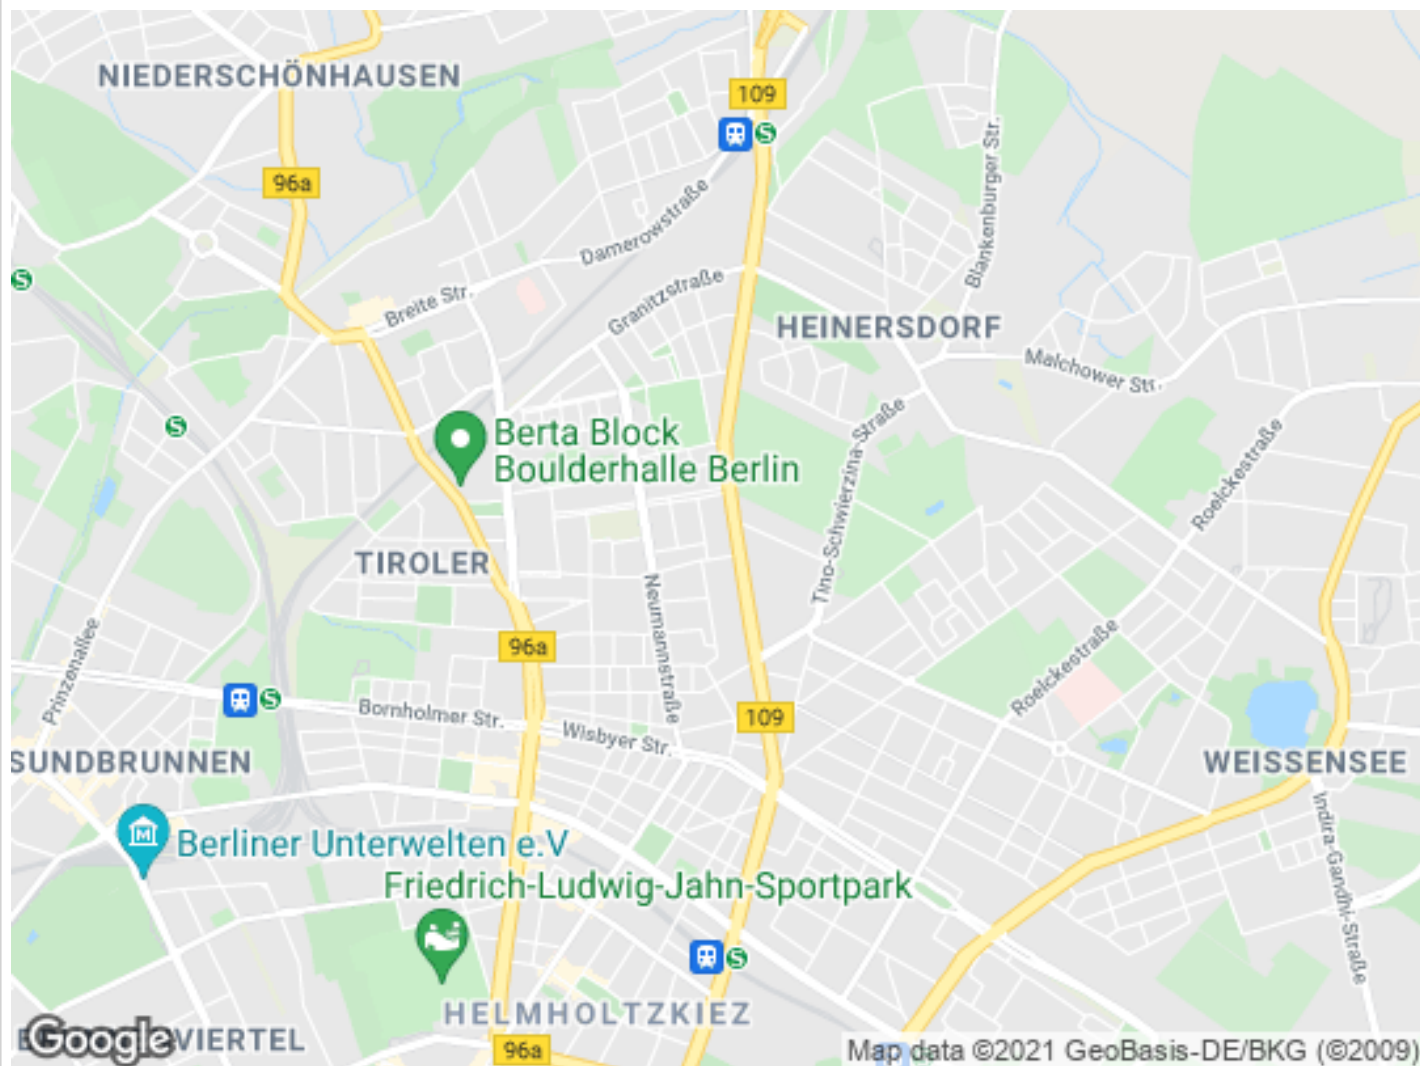 NIEDERSCHÖNHAUSEN
109
S
96a
Blankenburger Str.
Damerowstraße
S
Breite Str.
Granitzstraße
HEINERSDORF
Malchower Str.
S
Berta Block
Boulderhalle Berlin
Tino-Schwierzina-Straße
Roelckestraße
TIROLER
Neumannstraße
Prinzenallee
96a
Roelckestraße
S
Bornholmer Str.
Wisbyer Str.
109
SUNDBRUNNEN
WEISSENSEE
Indira-Gandhi-Straße
M
Berliner Unterwelten e.V
Friedrich-Ludwig-Jahn-Sportpark
S
HELMHOLTZKIEZ
Google
VIERTEL
96a
Map data ©2021 GeoBasis-DE/BKG (©2009)